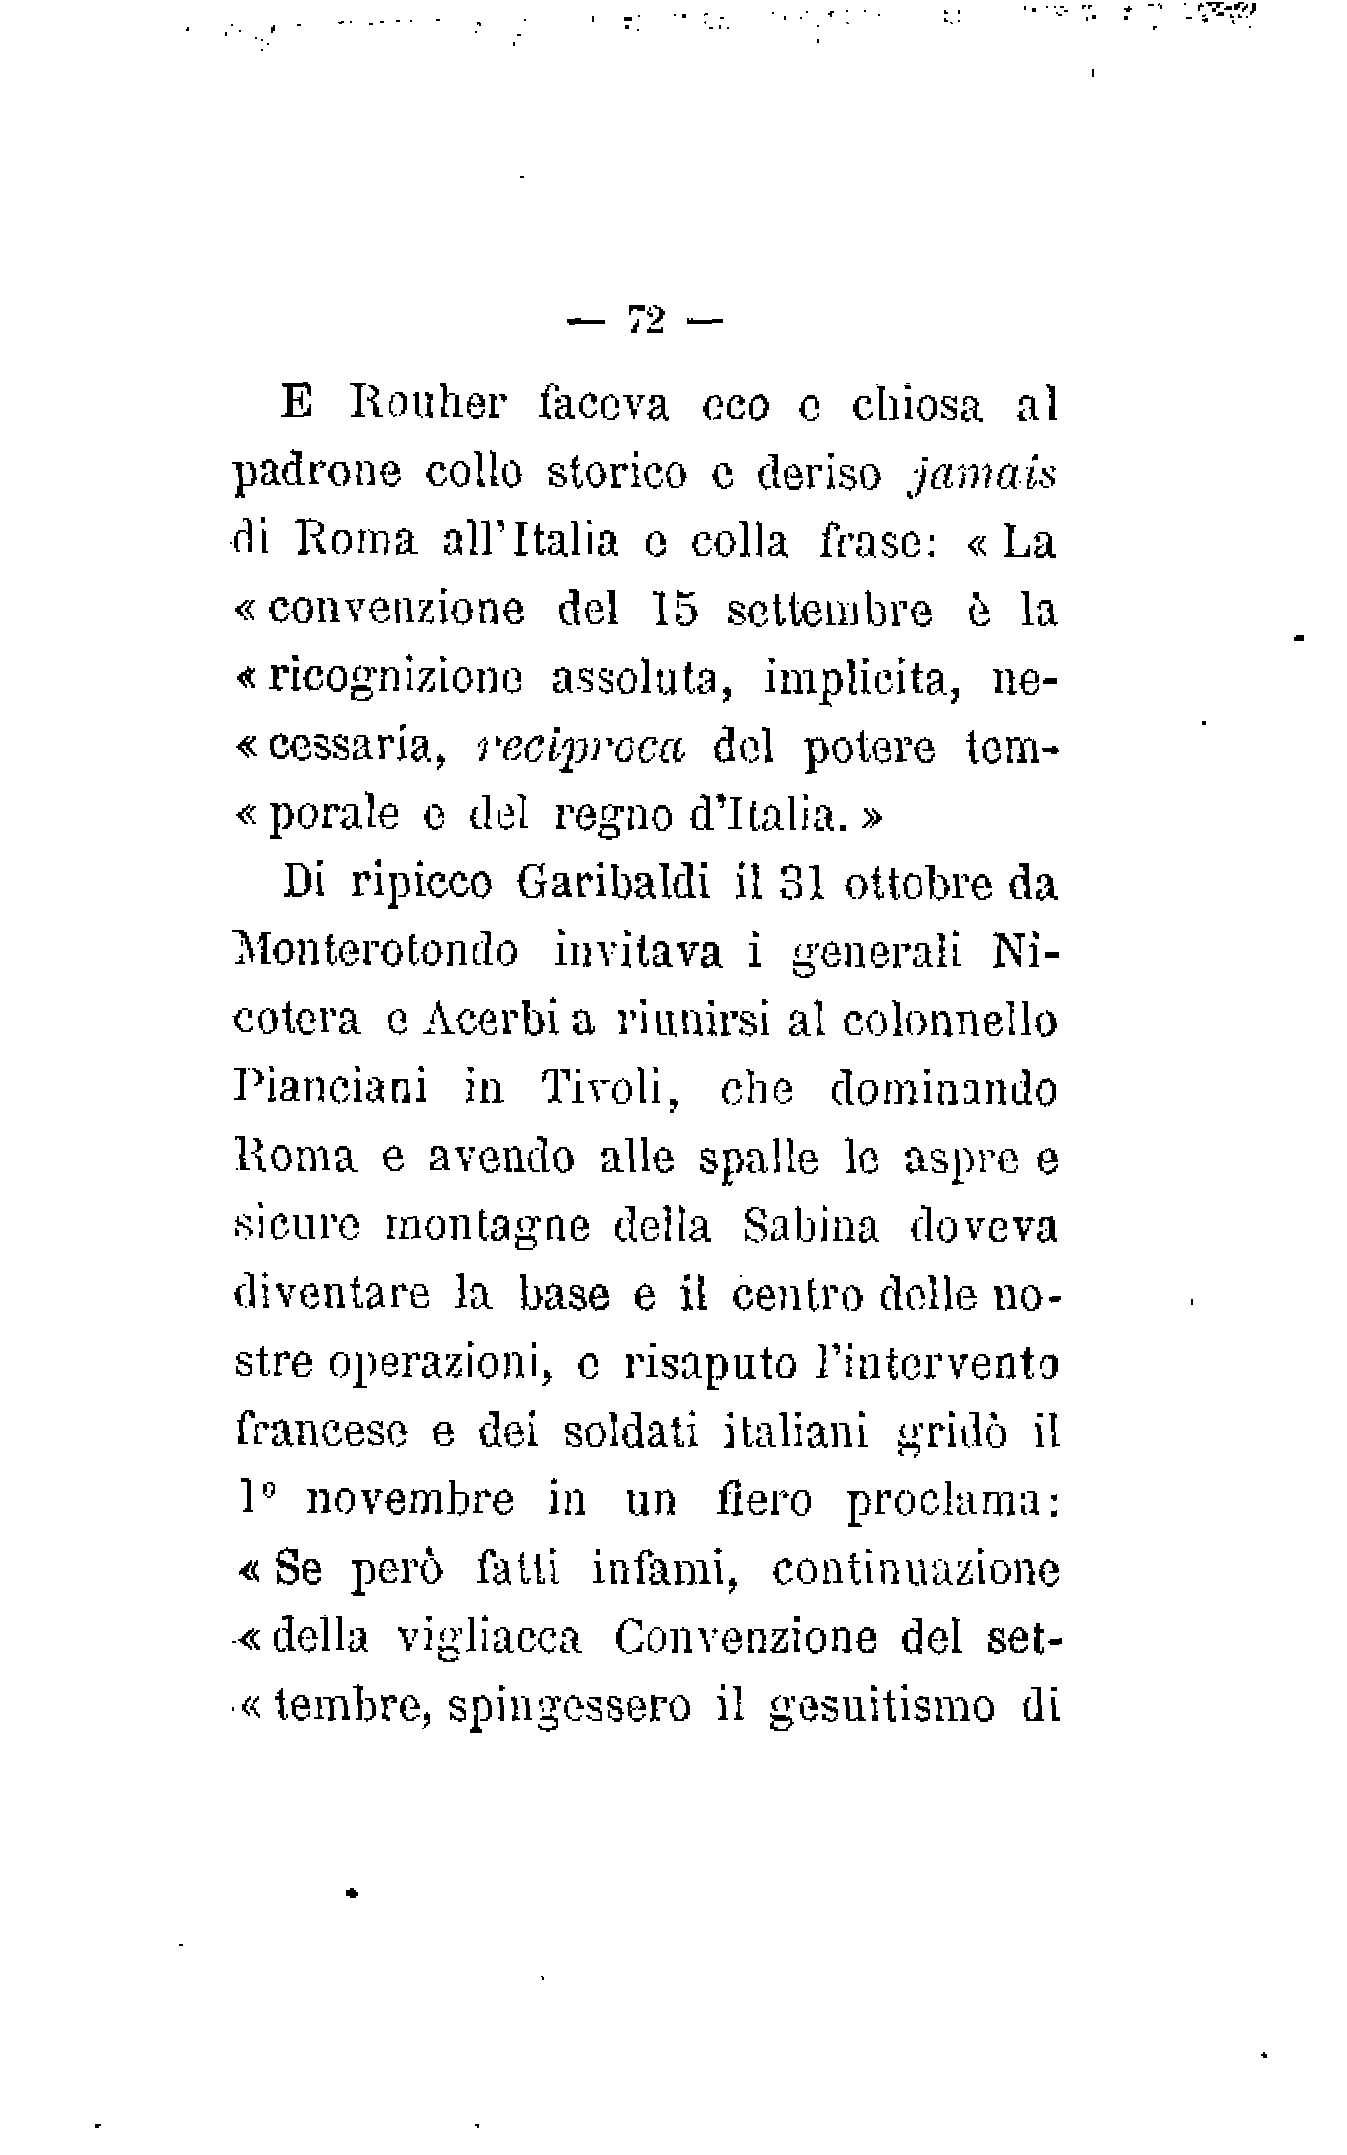 — 72 —
E Rouher faceva eco e chiosa al
padrone collo storico e deriso jamais
di Roma all'Italia e colla frase: « La
« convenzione del 15 settembre è la
« ricognizione assoluta, implicita, ne-
« cessaria, reciproca del potere tem-
« porale e del regno d'Italia. »
Di ripicco Garibaldi il 31 ottobre da
Monterotondo invitava i generali Ni-
cotera e Acerbi a riunirsi al colonnello
Pianciani in Tivoli, che dominando
Roma e avendo alle spalle le aspre e
sicure montagne della Sabina doveva
diventare la base e il centro delle no-
stre operazioni, e risaputo l'intervento
francese e dei soldati italiani gridò il
1º novembre in un fiero proclama:
« Se però fatti infami, continuazione
« della vigliacca Convenzione del set-
« tembre, spingessero il gesuitismo di